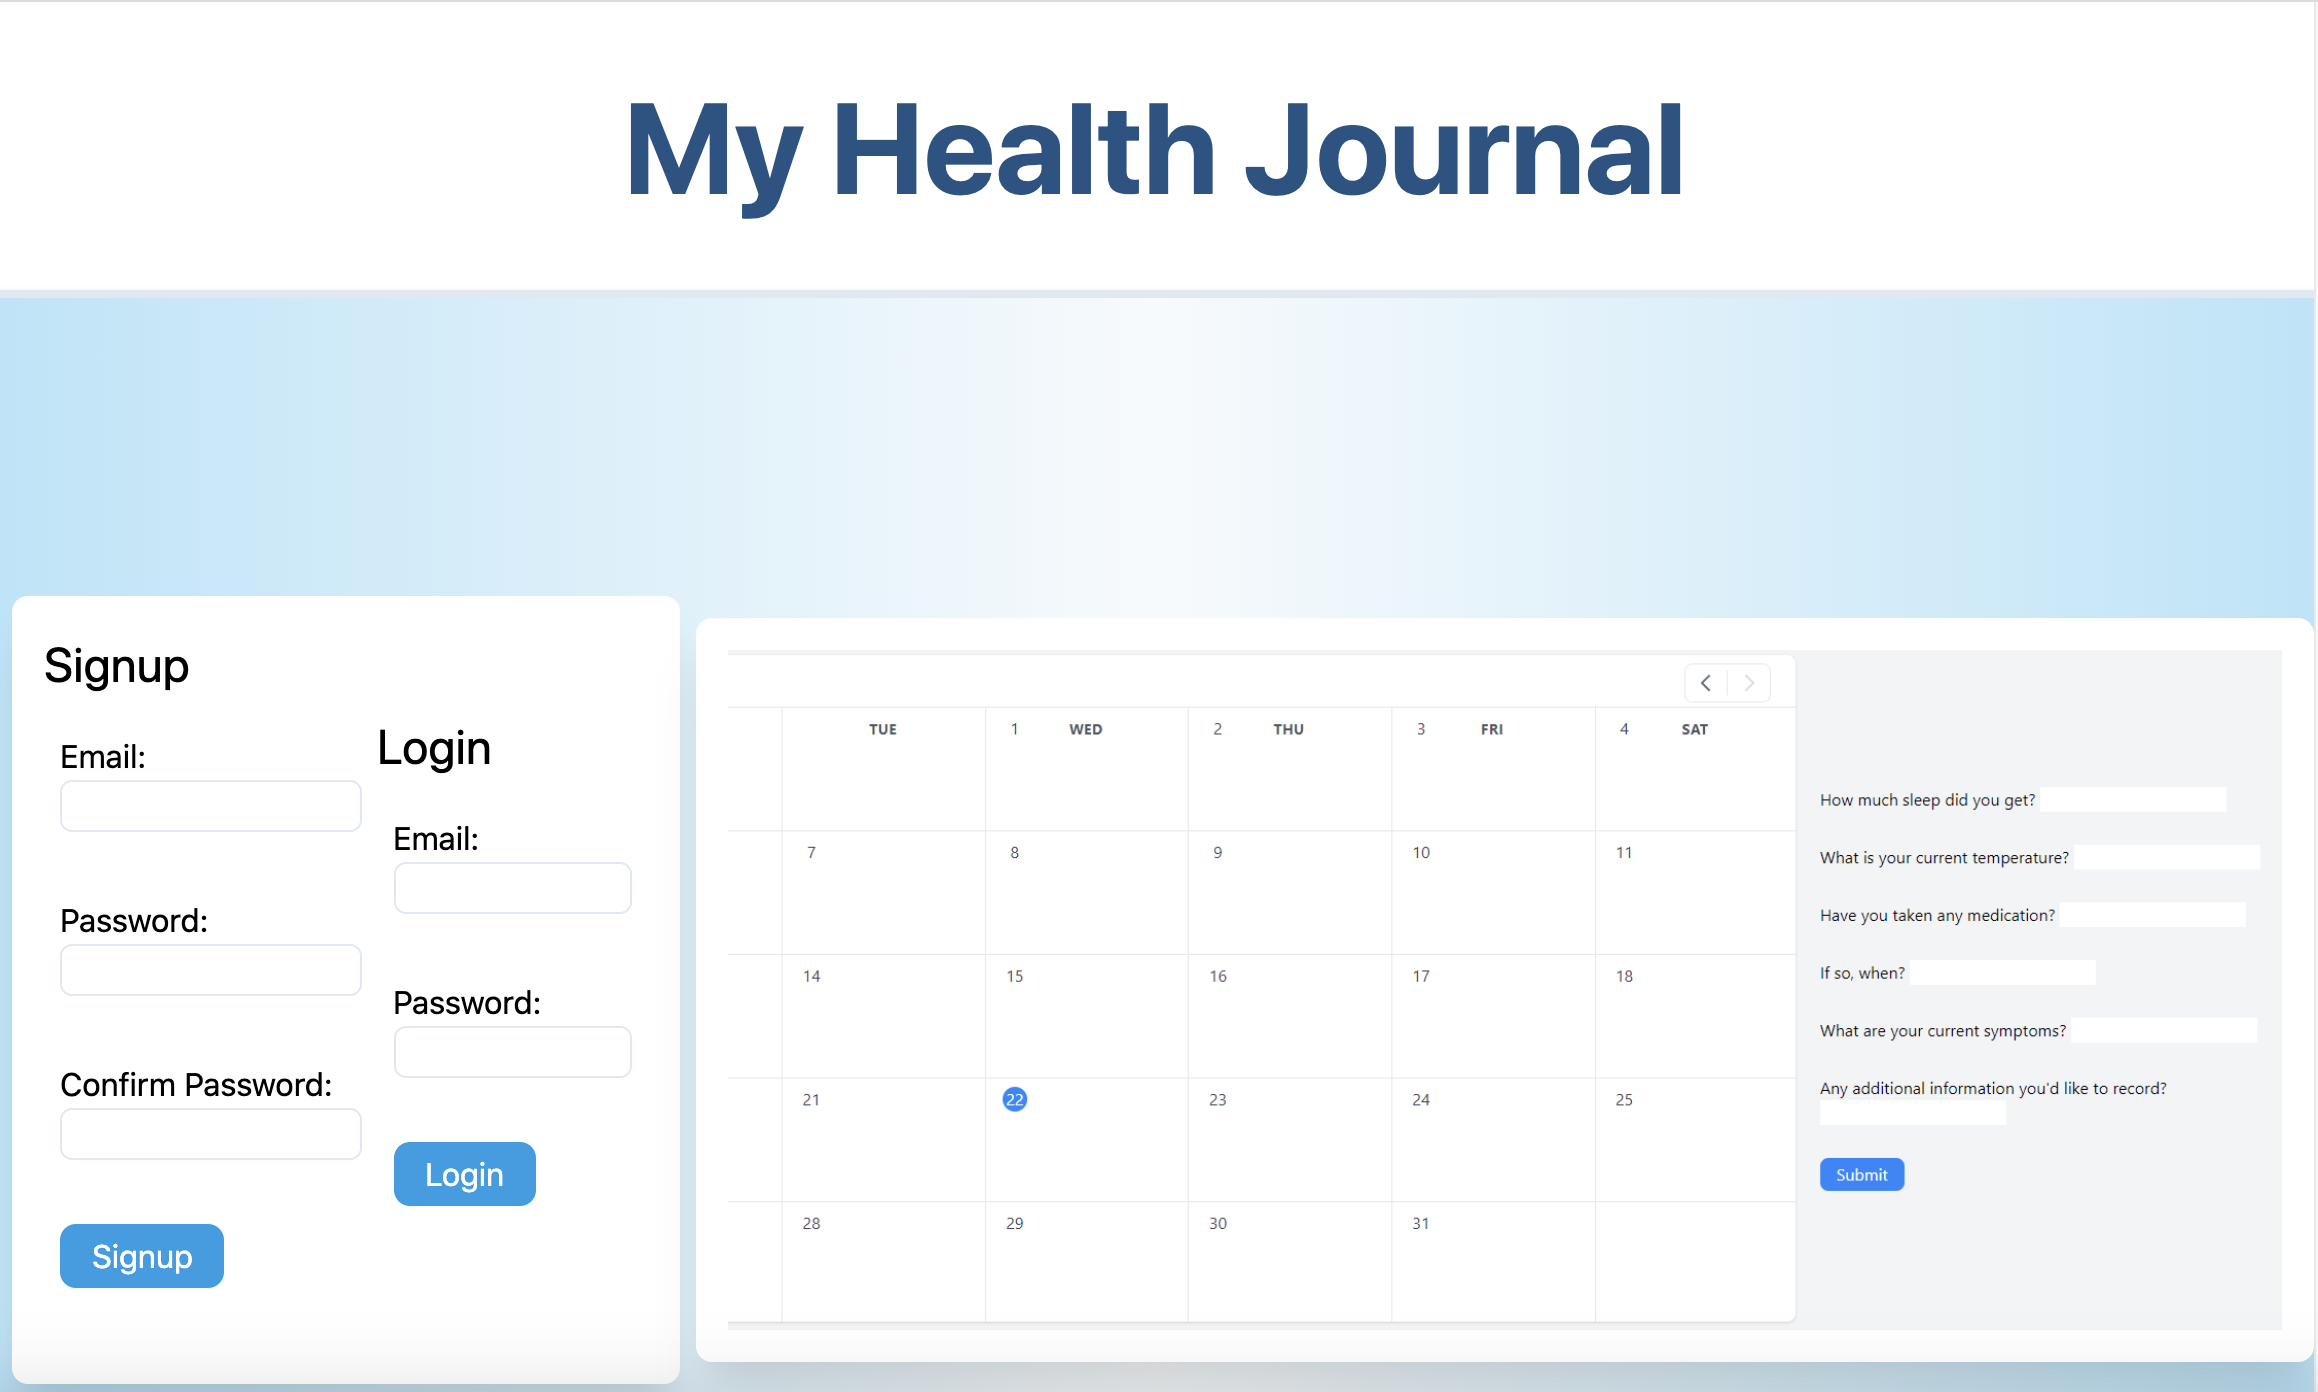 My Health Journal
Signup
Email:
Password:
Confirm Password:
Signup
Login
Email:
Password:
Login
TUE 1 WED 2 THU 3 FRI 4 SAT
7 8 9 10 11
14 15 16 17 18
21 22 23 24 25
28 29 30 31
How much sleep did you get?
What is your current temperature?
Have you taken any medication?
If so, when?
What are your current symptoms?
Any additional information you'd like to record?
Submit